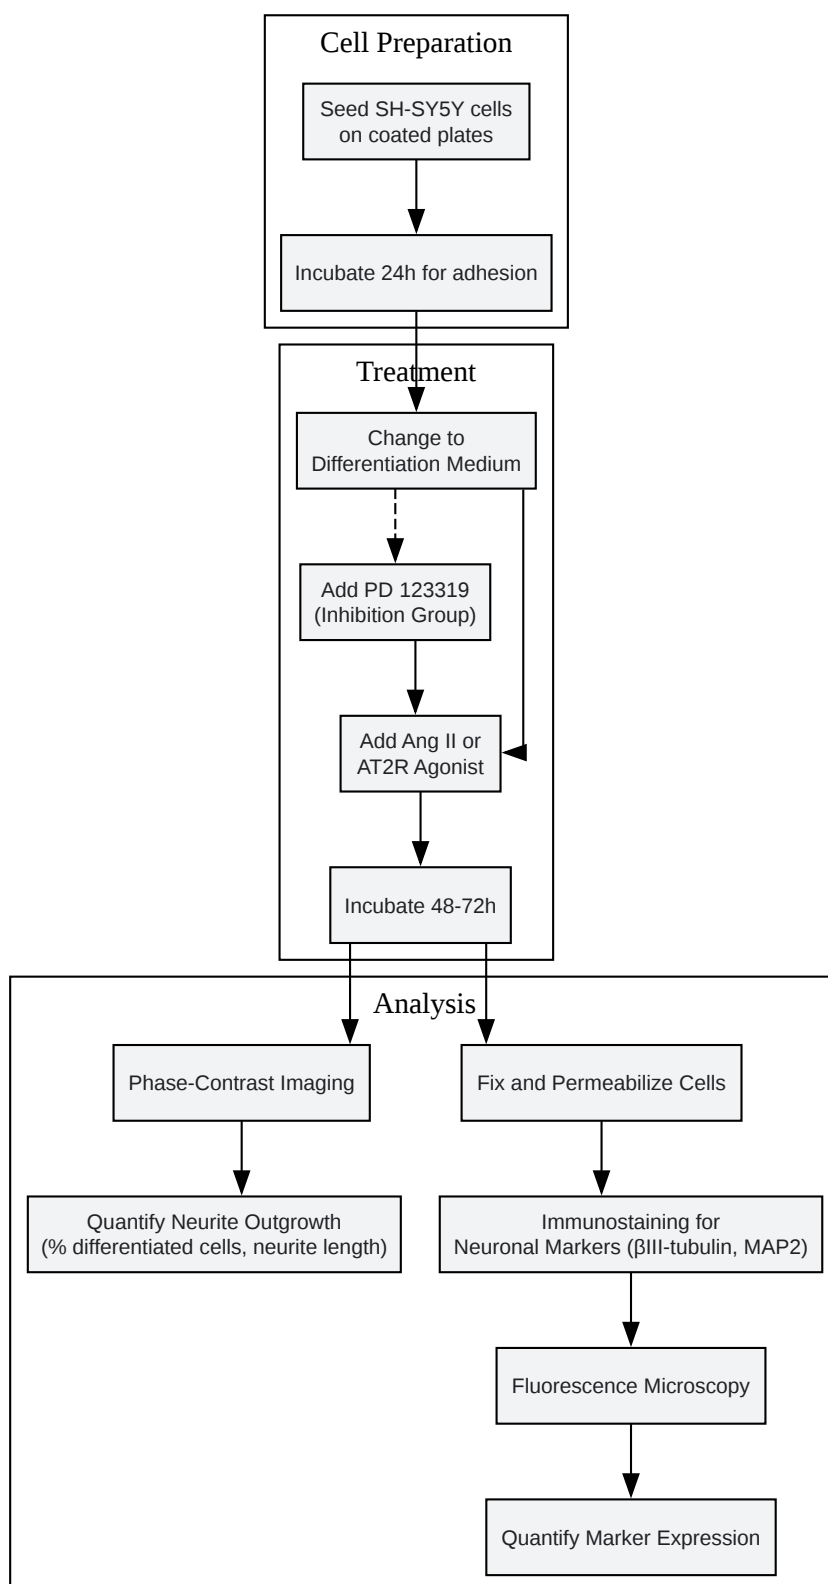 Cell Preparation
Seed SH-SY5Y cells
on coated plates
Incubate 24h for adhesion
Treatment
Change to
Differentiation Medium
Add PD 123319
(Inhibition Group)
Add Ang II or
AT2R Agonist
Incubate 48-72h
Analysis
Phase-Contrast Imaging
Fix and Permeabilize Cells
Quantify Neurite Outgrowth
(% differentiated cells, neurite length)
Immunostaining for
Neuronal Markers (βIII-tubulin, MAP2)
Fluorescence Microscopy
Quantify Marker Expression